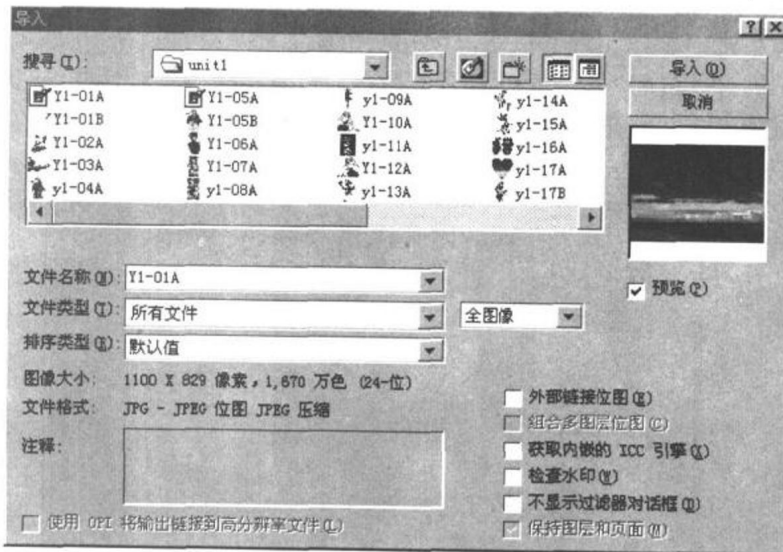 导入
搜寻(I): unit1
导入(O)
取消
Y1-01A Y1-05A y1-09A y1-14A
Y1-01B Y1-05B Y1-10A y1-15A
Y1-02A Y1-06A y1-11A y1-16A
Y1-03A Y1-07A Y1-12A y1-17A
y1-04A y1-08A y1-13A y1-17B
文件名称(N): Y1-01A
预览(P)
文件类型(T): 所有文件 全图像
排序类型(R): 默认值
图像大小: 1100 X 829 像素,1,670 万色 (24-位)
文件格式: JPG - JPEG 位图 JPEG 压缩
注释:
外部链接位图(E)
组合多图层位图(C)
获取内嵌的 ICC 引擎(X)
检查水印(W)
不显示过滤器对话框(D)
使用 OPI 将输出链接到高分辨率文件(L)
保持图层和页面(M)